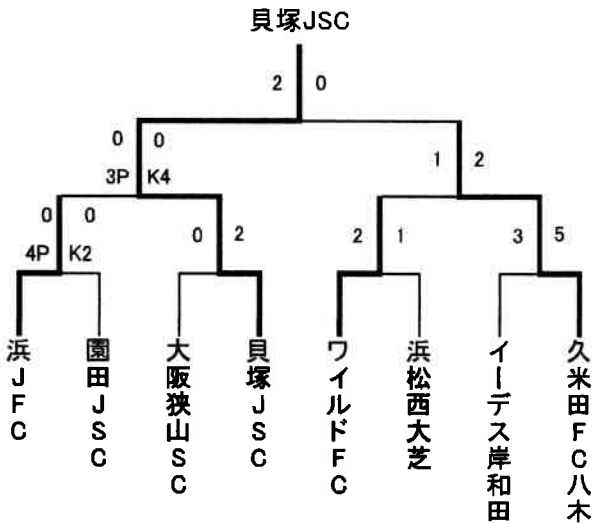 貝塚JSC
2 0
0 0
3P K4
1 2
0 0
4P K2
0 2
2 1
3 5
浜JFC
園田JSC
大阪狭山SC
貝塚JSC
ワイルドFC
浜松西大芝
イーデス岸和田
久米田FC八木